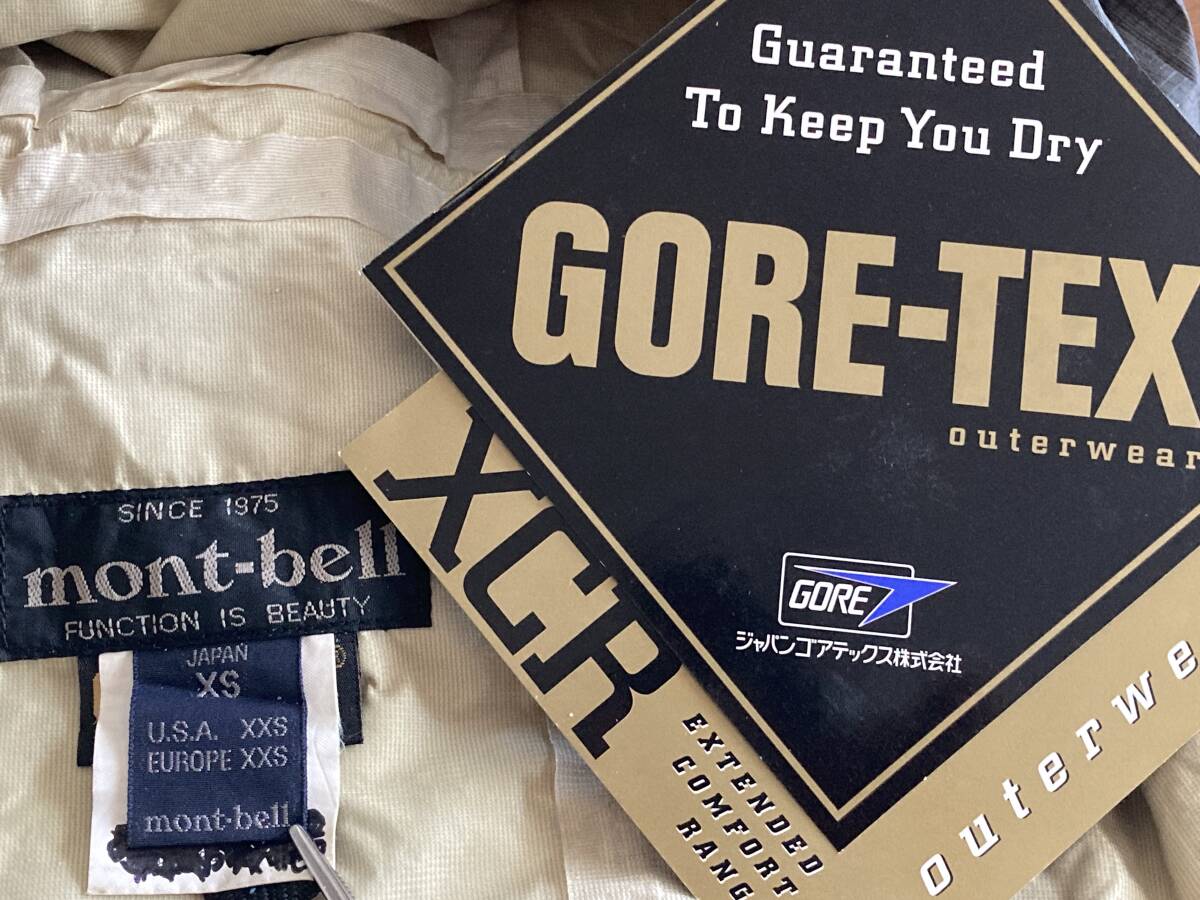 Guaranteed
To Keep You Dry
GORE-TEX
outerwear
GORE
ジャパンゴアテックス株式会社
XCR
EXTENDED
COMFORT
RANG
outerwe
SINCE 1975
mont-bell
FUNCTION IS BEAUTY
JAPAN
XS
U.S.A. XXS
EUROPE XXS
mont-bell